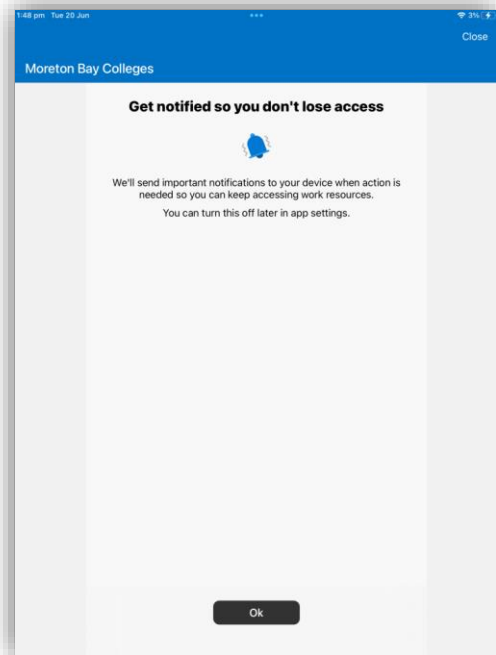 1:48 pm Tue 20 Jun
3%
Close
Moreton Bay Colleges
Get notified so you don't lose access
We'll send important notifications to your device when action is
needed so you can keep accessing work resources.
You can turn this off later in app settings.
Ok